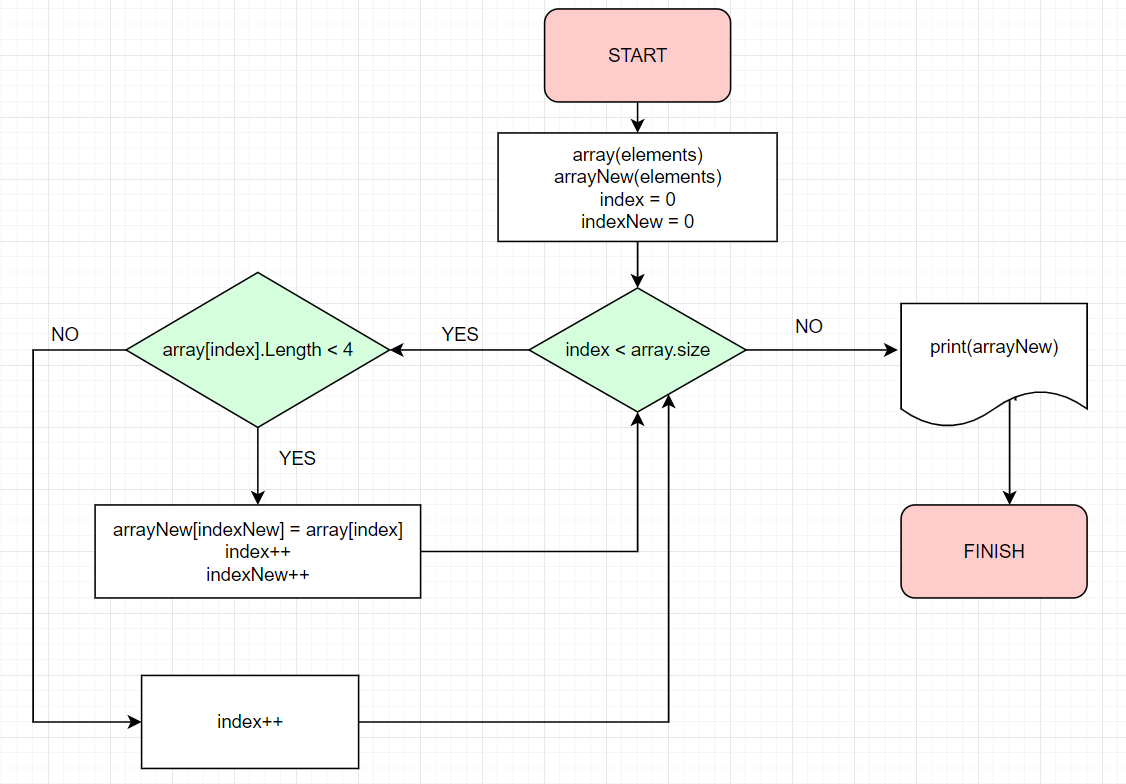 START
array(elements)
arrayNew(elements)
index = 0
indexNew = 0
index < array.size
YES
NO
array[index].Length < 4
NO
YES
arrayNew[indexNew] = array[index]
index++
indexNew++
index++
print(arrayNew)
FINISH